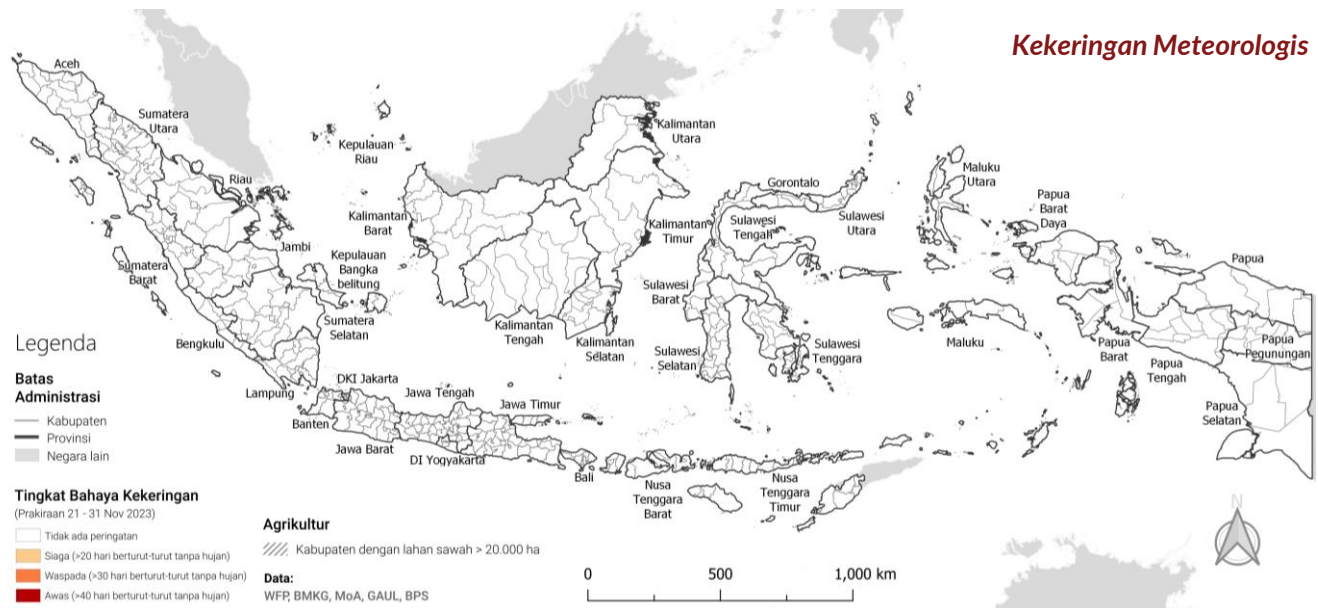 Kekeringan Meteorologis
Aceh
Sumatera
Utara
Kepulauan
Riau
Riau
Kalimantan
Utara
Gorontalo
Maluku
Utara
Papua
Barat
Daya
Papua
Kalimantan
Barat
Kalimantan
Timur
Sulawesi
Tengah
Sulawesi
Utara
Jambi
Kepulauan
Bangka
belitung
Sumatera
Barat
Sulawesi
Barat
Sumatera
Selatan
Bengkulu
Kalimantan
Tengah
Kalimantan
Selatan
Sulawesi
Selatan
Sulawesi
Tenggara
Maluku
Papua
Barat
Papua
Tengah
Papua
Pegunungan
Papua
Selatan
Lampung
DKI Jakarta
Jawa Tengah
Jawa Timur
Banten
Jawa Barat
DI Yogyakarta
Bali
Nusa
Tenggara
Barat
Nusa
Tenggara
Timur
Legenda
Batas
Administrasi
Kabupaten
Provinsi
Negara lain
Tingkat Bahaya Kekeringan
(Prakiraan 21 - 31 Nov 2023)
Tidak ada peringatan
Siaga (>20 hari berturut-turut tanpa hujan)
Waspada (>30 hari berturut-turut tanpa hujan)
Awas (>40 hari berturut-turut tanpa hujan)
Agrikultur
Kabupaten dengan lahan sawah > 20.000 ha
Data:
WFP, BMKG, MoA, GAUL, BPS
0 500 1,000 km
N